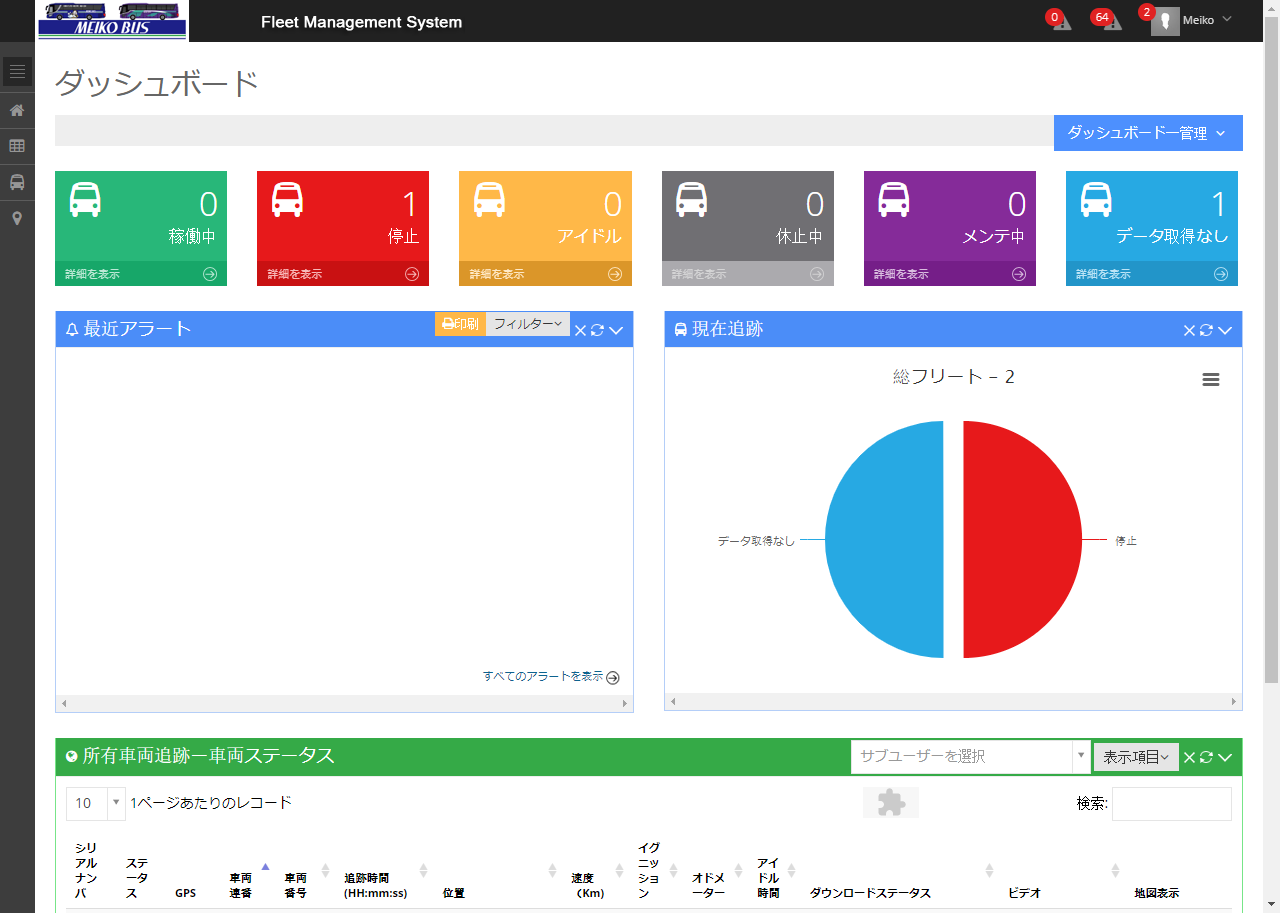 MEIKO BUS
Fleet Management System
0
64
2
Meiko
ダッシュボード
ダッシュボード一管理
0
稼働中
詳細を表示
1
停止
詳細を表示
0
アイドル
詳細を表示
0
休止中
詳細を表示
0
メンテ中
詳細を表示
1
データ取得なし
詳細を表示
最近アラート
印刷
フィルター
すべてのアラートを表示
現在追跡
総フリート – 2
データ取得なし
停止
所有車両追跡ー車両ステータス
サブユーザーを選択
表示項目
10
1ページあたりのレコード
検索:
シリ
アル
ナン
バ
ステ
ータ
ス
GPS
車両
連番
車両
番号
追跡時間
(HH:mm:ss)
位置
速度
(Km)
イグ
ニッ
ショ
ン
オドメ
ーター
アイ
ドル
時間
ダウンロードステータス
ビデオ
地図表示